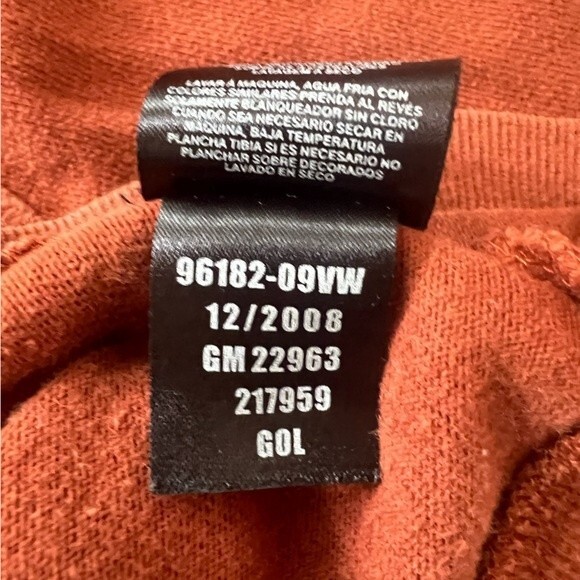 LAVAGEM A SECO
LAVAR A MAQUINA, AGUA FRIA CON
COLORES SIMILARES PRENDA AL REVÉS
SOLAMENTE BLANQUEADOR SIN CLORO
CUANDO SEA NECESARIO SECAR EN
MAQUINA, BAJA TEMPERATURA
PLANCHA TIBIA SI ES NECESARIO NO
PLANCHAR SOBRE DECORADOS
LAVADO EN SECO
96182-09VW
12/2008
GM 22963
217959
GOL